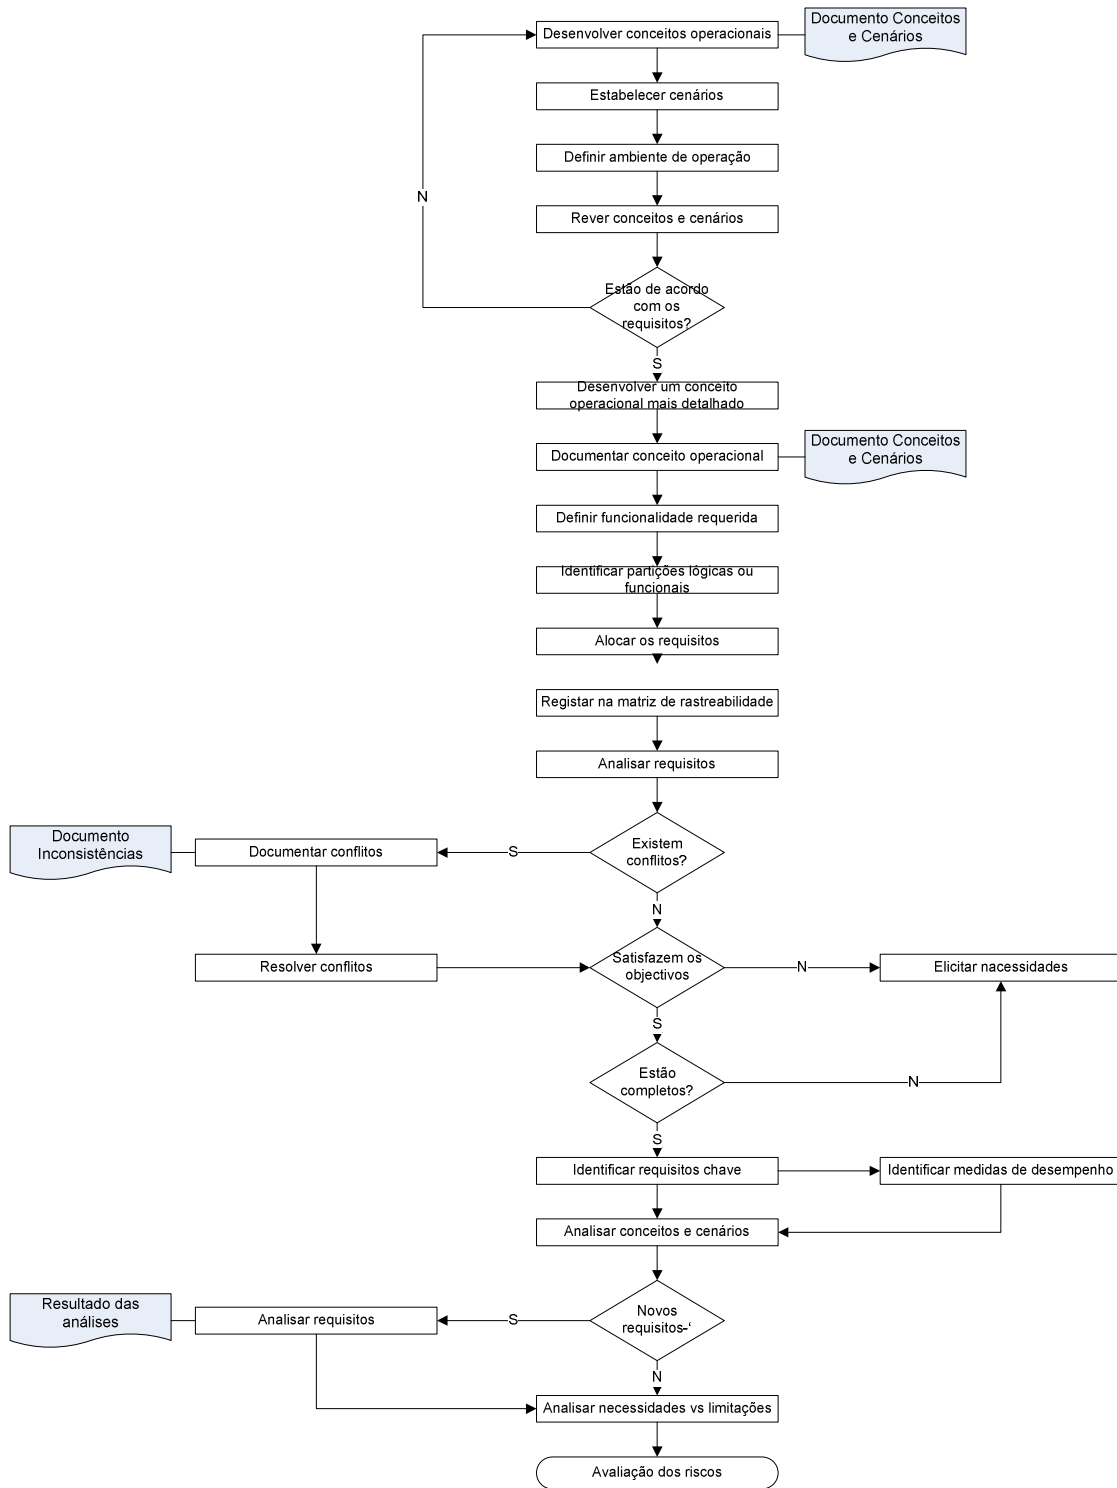 Desenvolver conceitos operacionais
Documento Conceitos
e Cenários
Estabelecer cenários
Definir ambiente de operação
N
Rever conceitos e cenários
Estão de acordo
com os
requisitos?
S
Desenvolver um conceito
operacional mais detalhado
Documentar conceito operacional
Documento Conceitos
e Cenários
Definir funcionalidade requerida
Identificar partições lógicas ou
funcionais
Alocar os requisitos
Registar na matriz de rastreabilidade
Analisar requisitos
Documento
Inconsistências
Documentar conflitos
S
Existem
conflitos?
N
Resolver conflitos
Satisfazem os
objectivos
N
Elicitar nacessidades
S
Estão
completos?
N
S
Identificar requisitos chave
Identificar medidas de desempenho
Analisar conceitos e cenários
Resultado das
análises
Analisar requisitos
S
Novos
requisitos-‘
N
Analisar necessidades vs limitações
Avaliação dos riscos